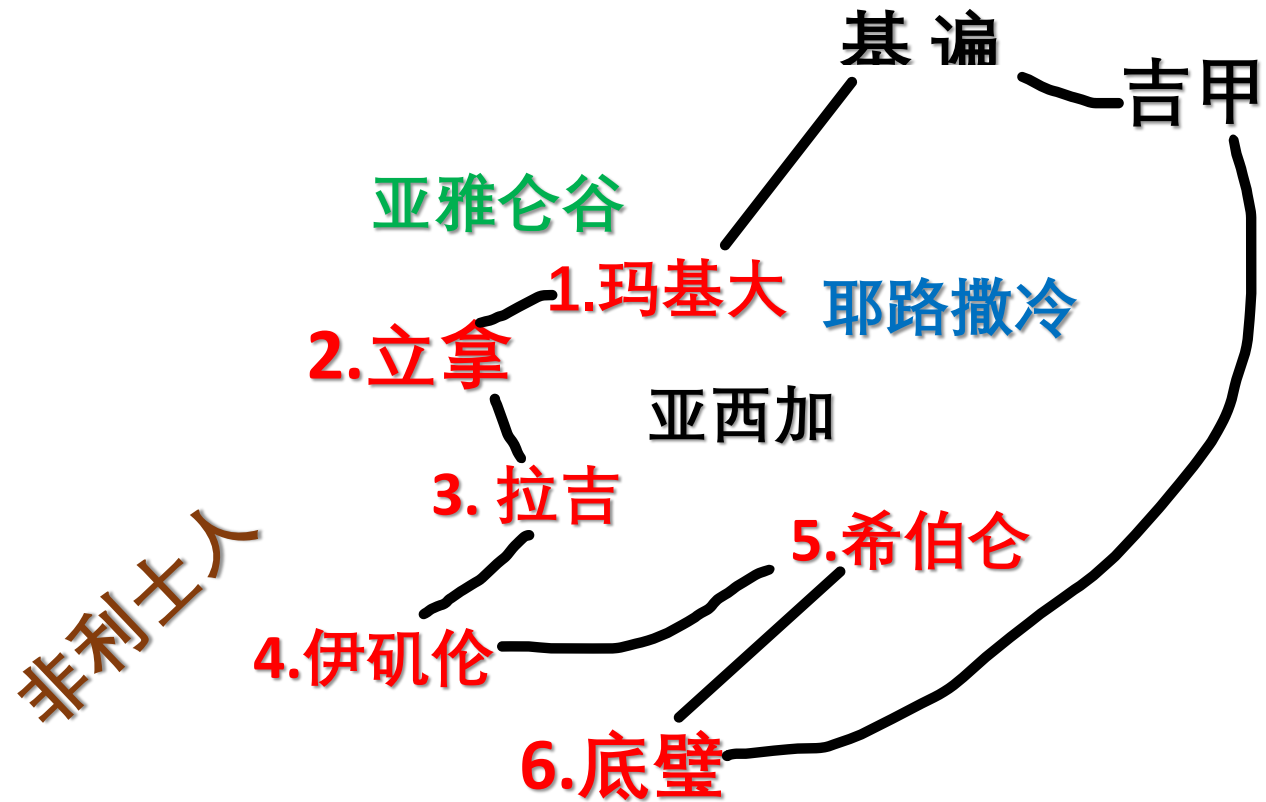 基遍
吉甲
亚雅仑谷
1.玛基大
耶路撒冷
2.立拿
亚西加
3. 拉吉
非利士人
5.希伯仑
4.伊矶伦
6.底璧